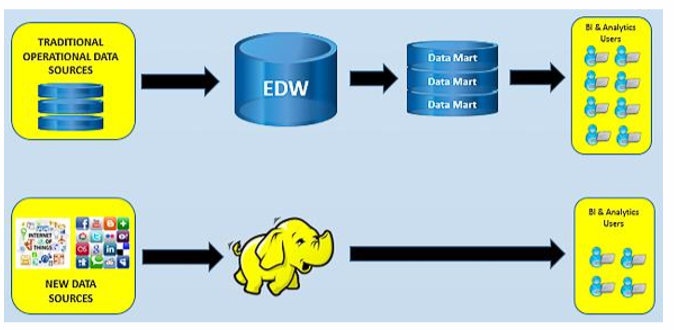 TRADITIONAL
OPERATIONAL DATA
SOURCES
EDW
Data Mart
Data Mart
Data Mart
BI & Analytics
Users
INTERNET
OF
THINGS
NEW DATA
SOURCES
BI & Analytics
Users